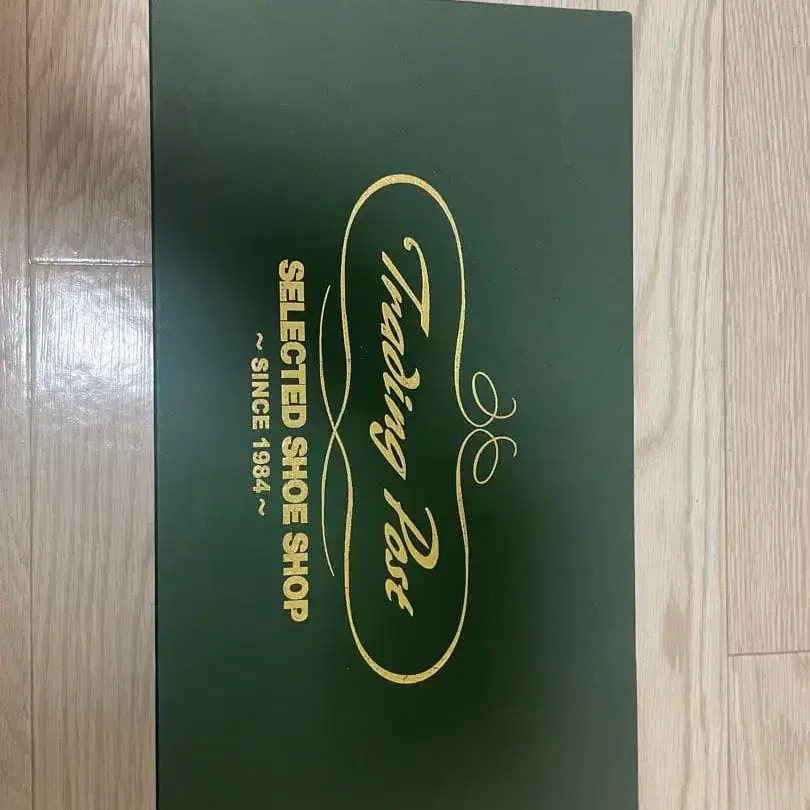 Trading Post
SELECTED SHOE SHOP
~ SINCE 1984 ~